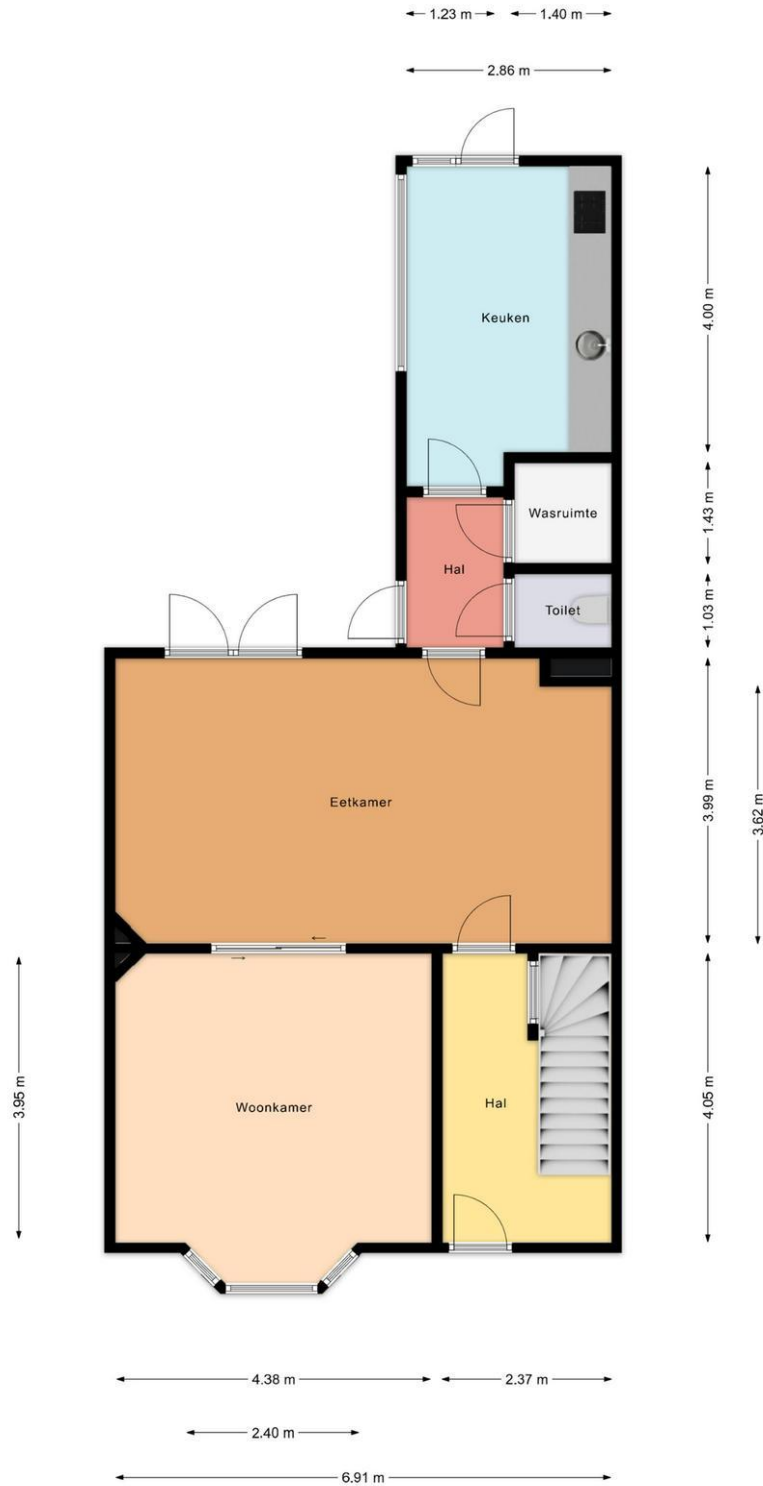 1.23 m
1.40 m
2.86 m
Keuken
4.00 m
Wasruimte
1.43 m
Hal
Toilet
1.03 m
Eetkamer
3.99 m
3.62 m
Woonkamer
Hal
3.95 m
4.05 m
4.38 m
2.37 m
2.40 m
6.91 m